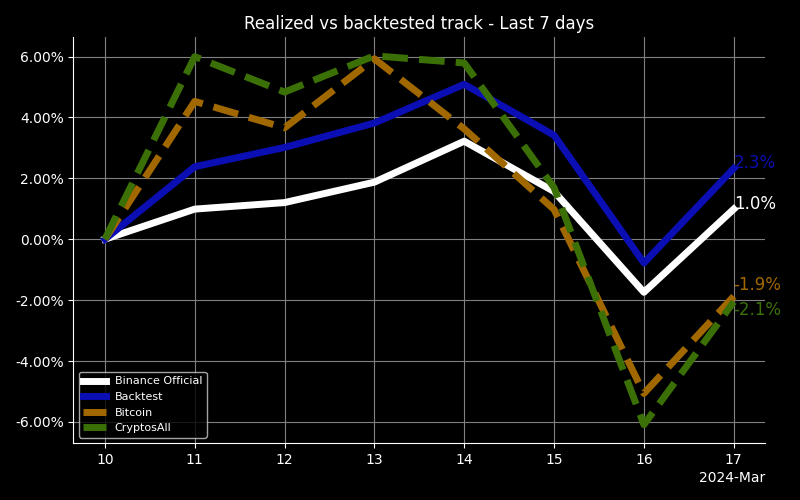 Realized vs backtested track - Last 7 days
6.00%
4.00%
2.00%
0.00%
-2.00%
-4.00%
-6.00%
2.3%
1.0%
-1.9%
-2.1%
Binance Official
Backtest
Bitcoin
CryptosAll
10 11 12 13 14 15 16 17
2024-Mar